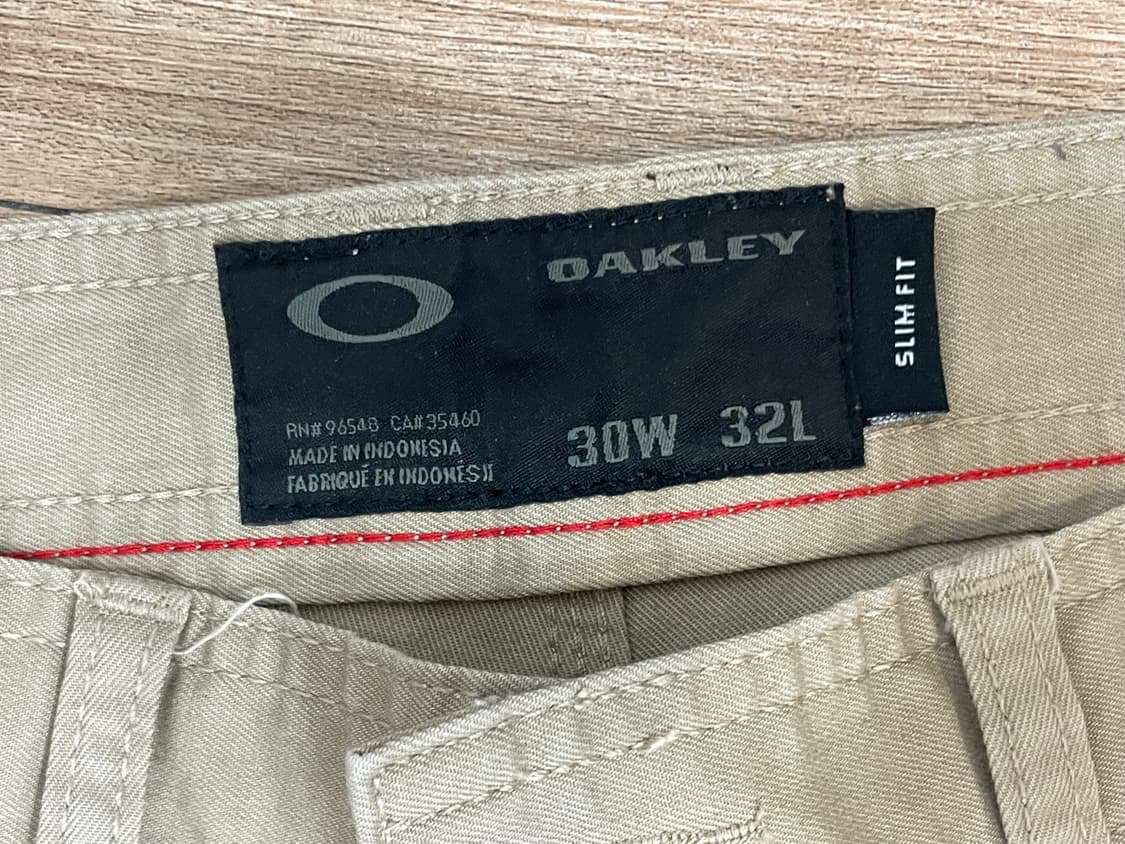 OAKLEY
SLIM FIT
RN# 96548 CA# 35460
MADE IN INDONESIA
FABRIQUÉ EN INDONÉSIE
30W 32L